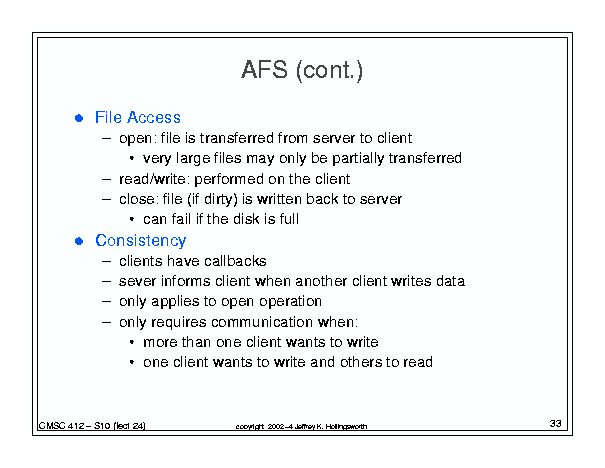 AFS (cont.)
● File Access
– open: file is transferred from server to client
• very large files may only be partially transferred
– read/write: performed on the client
– close: file (if dirty) is written back to server
• can fail if the disk is full
● Consistency
– clients have callbacks
– sever informs client when another client writes data
– only applies to open operation
– only requires communication when:
• more than one client wants to write
• one client wants to write and others to read
CMSC 412 – S10 (lect 24)
copyright 2002-4 Jeffrey K. Hollingsworth
33